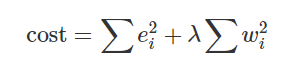 cost = ∑ e_i^2 + λ ∑ w_i^2